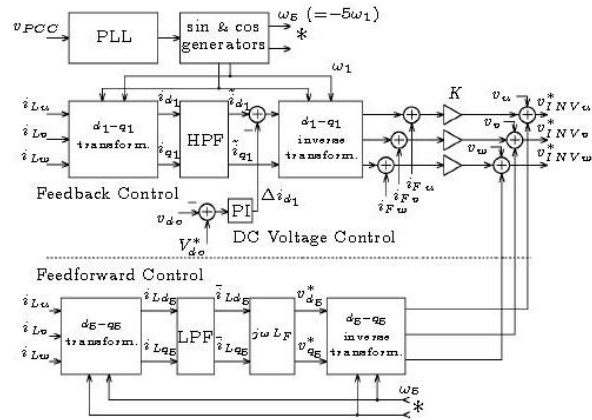 v_PCC PLL sin & cos generators ω_5 (=−5ω_1) *
ω_1
i_Lu i_d1 ĩ_d1 K v_u v*_INVu
i_Lv d_1-q_1 transform. HPF d_1-q_1 inverse transform. v_v v*_INVv
i_Lw i_q1 ĩ_q1 v_w v*_INVw
Feedback Control Δi_d1 i_Fu
v_dc PI i_Fw i_Fv
V*_dc DC Voltage Control
Feedforward Control
i_Lu i_Ld5 ī_Ld5 v*_d5
i_Lv d_5-q_5 transform. LPF jωL_F d_5-q_5 inverse transform.
i_Lw i_Lq5 ī_Lq5 v*_q5
ω_5
*